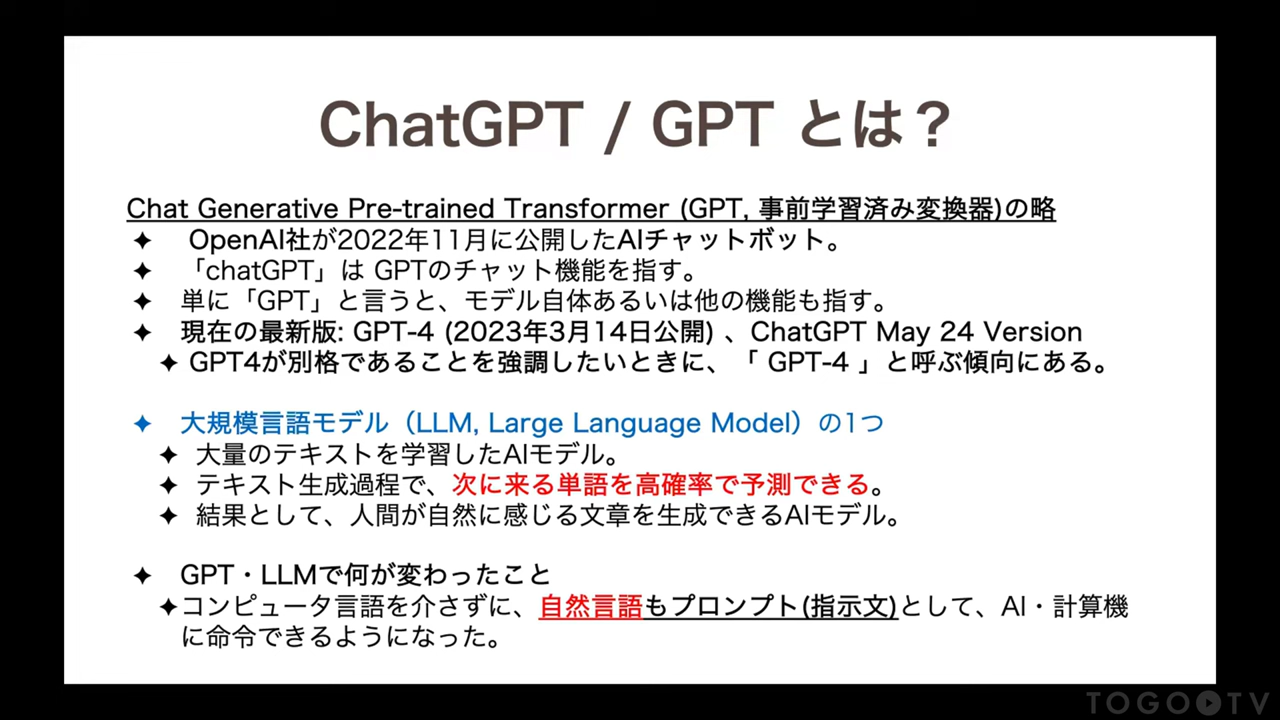 ChatGPT / GPT とは？
Chat Generative Pre-trained Transformer (GPT, 事前学習済み変換器)の略
✦ OpenAI社が2022年11月に公開したAIチャットボット。
✦ 「chatGPT」は GPTのチャット機能を指す。
✦ 単に「GPT」と言うと、モデル自体あるいは他の機能も指す。
✦ 現在の最新版: GPT-4 (2023年3月14日公開) 、ChatGPT May 24 Version
✦ GPT4が別格であることを強調したいときに、「 GPT-4 」と呼ぶ傾向にある。
✦ 大規模言語モデル（LLM, Large Language Model）の1つ
✦ 大量のテキストを学習したAIモデル。
✦ テキスト生成過程で、次に来る単語を高確率で予測できる。
✦ 結果として、人間が自然に感じる文章を生成できるAIモデル。
✦ GPT・LLMで何が変わったこと
✦コンピュータ言語を介さずに、自然言語もプロンプト(指示文)として、AI・計算機
に命令できるようになった。
TOGOTV